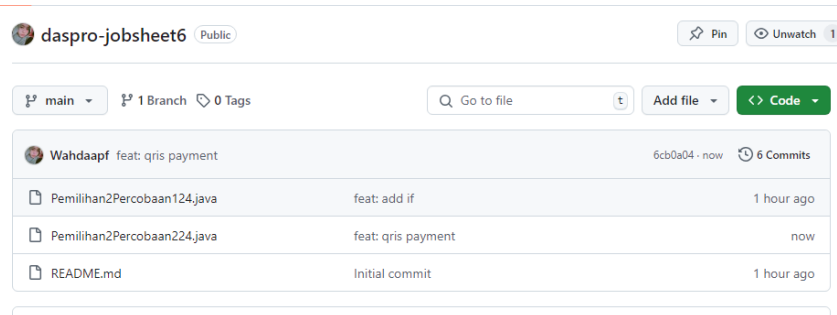 daspro-jobsheet6 Public Pin Unwatch 1
main 1 Branch 0 Tags Go to file t Add file Code
Wahdaapf feat: qris payment 6cb0a04 · now 6 Commits
Pemilihan2Percobaan124.java feat: add if 1 hour ago
Pemilihan2Percobaan224.java feat: qris payment now
README.md Initial commit 1 hour ago